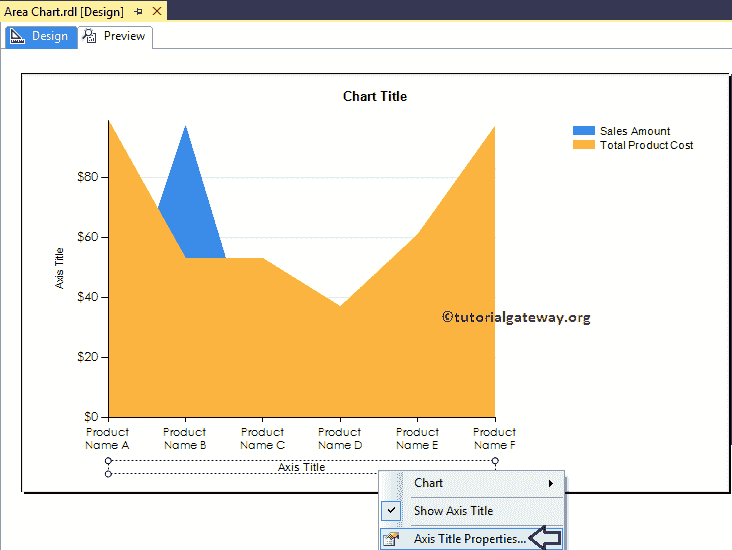 Area Chart.rdl [Design]
Design
Preview
Chart Title
Sales Amount
Total Product Cost
$80
$60
$40
$20
$0
Axis Title
©tutorialgateway.org
Product Name A
Product Name B
Product Name C
Product Name D
Product Name E
Product Name F
Axis Title
Chart
Show Axis Title
Axis Title Properties...